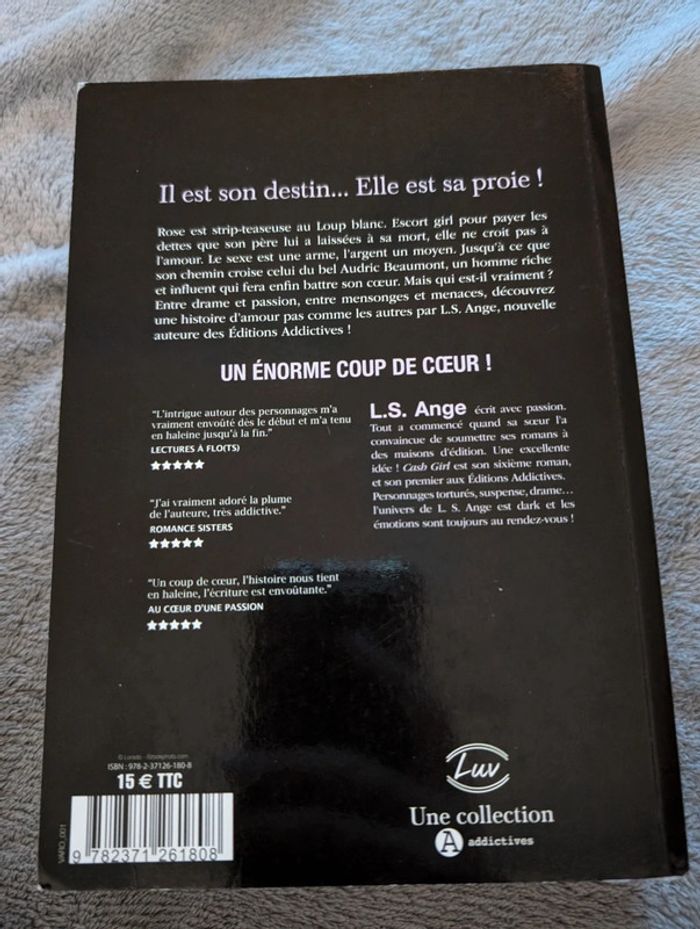 Il est son destin... Elle est sa proie !
Rose est strip-teaseuse au Loup blanc. Escort girl pour payer les
dettes que son père lui a laissées à sa mort, elle ne croit pas à
l'amour. Le sexe est une arme, l'argent un moyen. Jusqu'à ce que
son chemin croise celui du bel Audric Beaumont, un homme riche
et influent qui fera enfin battre son cœur. Mais qui est-il vraiment ?
Entre drame et passion, entre mensonges et menaces, découvrez
une histoire d'amour pas comme les autres par L.S. Ange, nouvelle
auteure des Éditions Addictives !
UN ÉNORME COUP DE CŒUR !
"L'intrigue autour des personnages m'a
vraiment envoûté dès le début et m'a tenu
en haleine jusqu'à la fin."
LECTURES À FLO(TS)
★★★★★
"J'ai vraiment adoré la plume
de l'auteure, très addictive."
ROMANCE SISTERS
★★★★★
"Un coup de cœur, l'histoire nous tient
en haleine, l'écriture est envoûtante."
AU CŒUR D'UNE PASSION
★★★★★
L.S. Ange écrit avec passion.
Tout a commencé quand sa sœur l'a
convaincue de soumettre ses romans à
des maisons d'édition. Une excellente
idée ! Cash Girl est son sixième roman,
et son premier aux Éditions Addictives.
Personnages torturés, suspense, drame...
l'univers de L. S. Ange est dark et les
émotions sont toujours au rendez-vous !
ISBN : 978-2-37126-180-8
15 € TTC
VARO_001
9 782371 261808
Luv
Une collection
A addictives